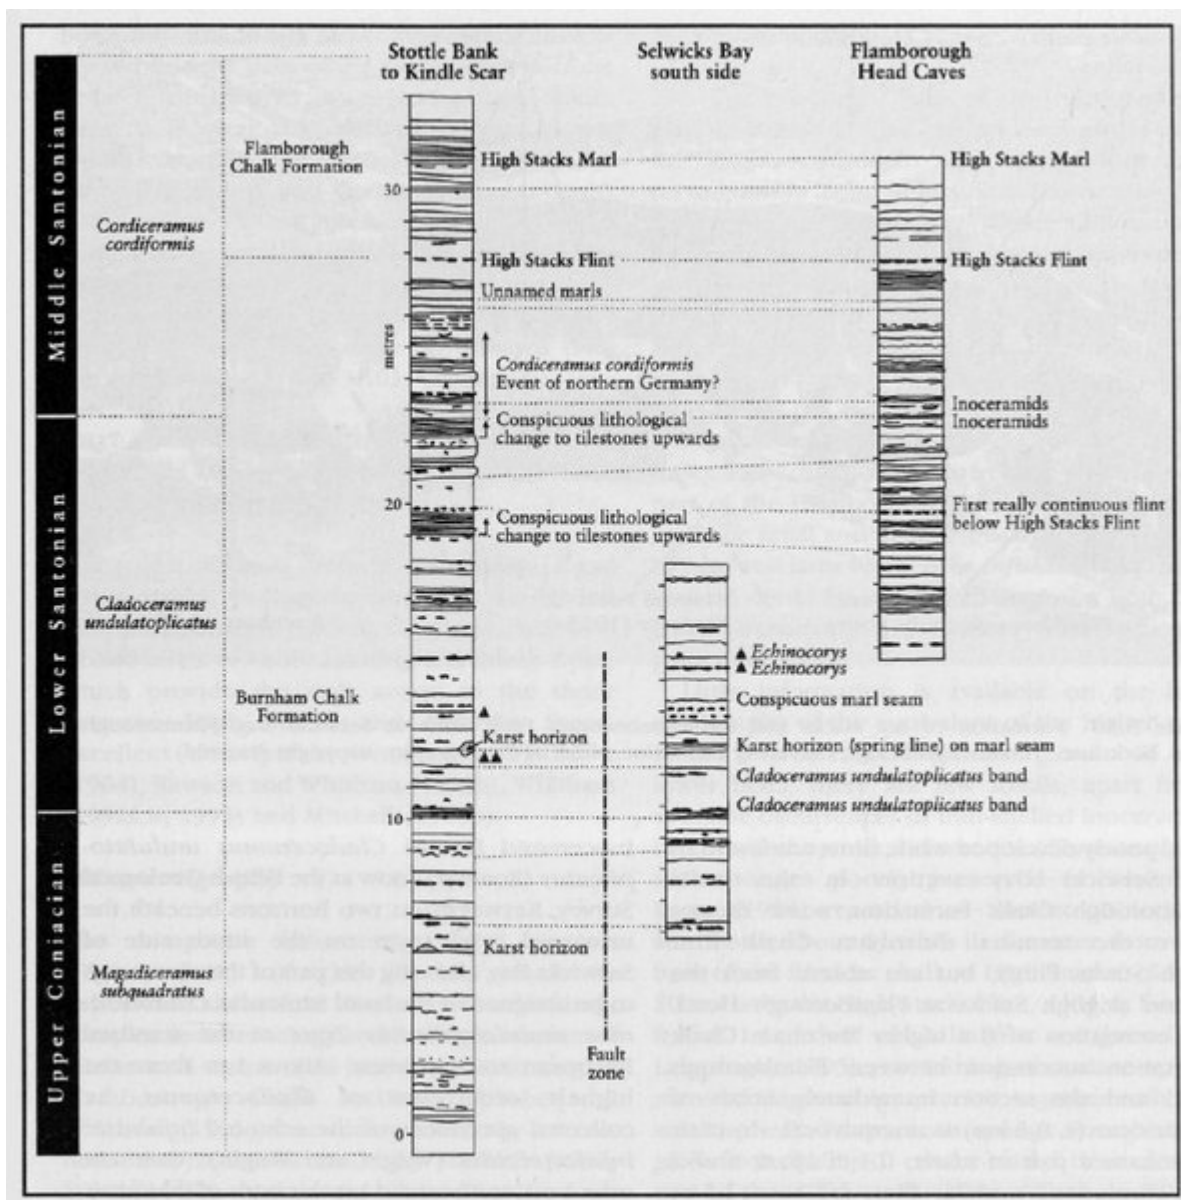 Stottle Bank
to Kindle Scar
Selwicks Bay
south side
Flamborough
Head Caves
Middle Santonian
Lower Santonian
Upper Coniacian
Flamborough
Chalk Formation
Cordiceramus
cordiformis
Cladoceramus
undulatoplicatus
Burnham Chalk
Formation
Magadiceramus
subquadratus
metres
30
20
10
0
High Stacks Marl
High Stacks Flint
Unnamed marls
Cordiceramus cordiformis
Event of northern Germany?
Conspicuous lithological
change to tilestones upwards
Conspicuous lithological
change to tilestones upwards
Karst horizon
Karst horizon
Fault
zone
Echinocorys
Echinocorys
Conspicuous marl seam
Karst horizon (spring line) on marl seam
Cladoceramus undulatoplicatus band
Cladoceramus undulatoplicatus band
High Stacks Marl
High Stacks Flint
Inoceramids
Inoceramids
First really continuous flint
below High Stacks Flint